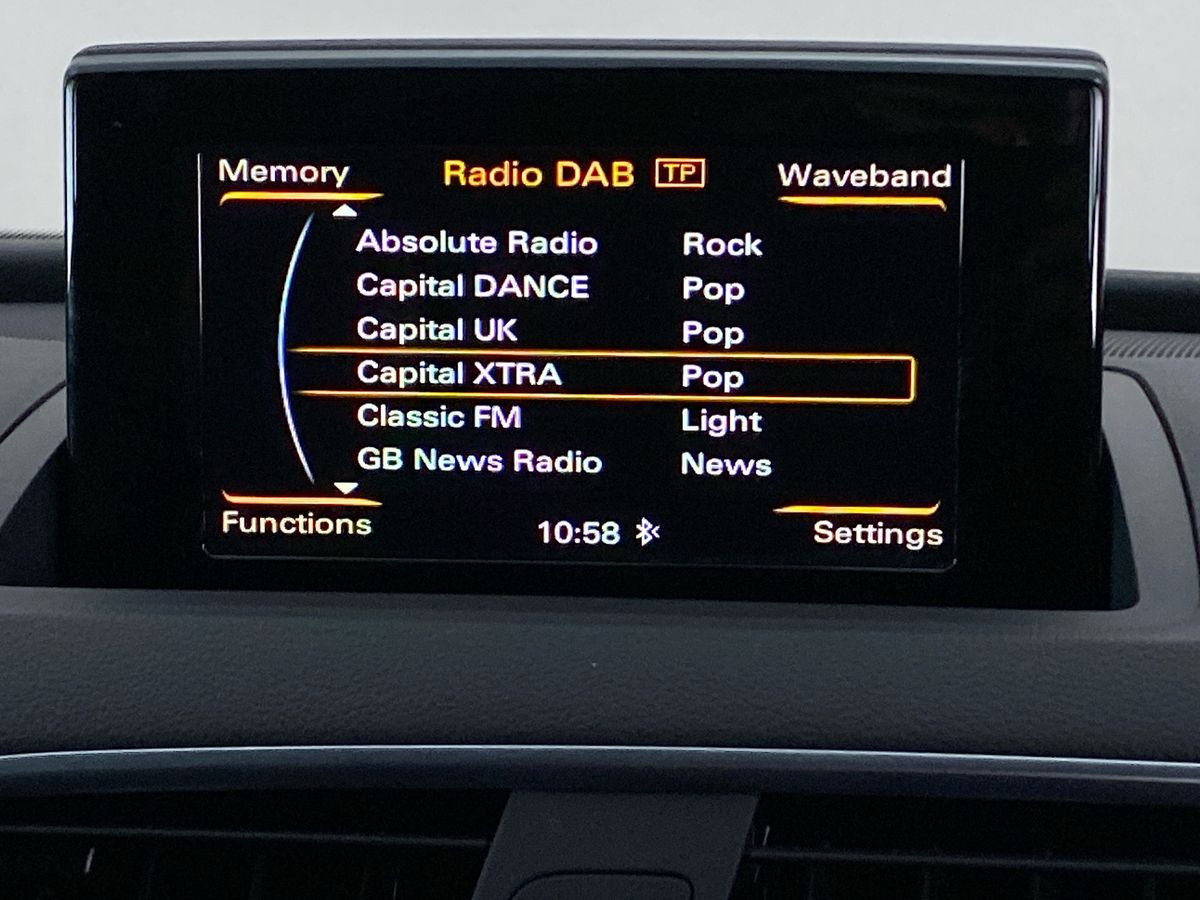 Memory Radio DAB TP Waveband
Absolute Radio Rock
Capital DANCE Pop
Capital UK Pop
Capital XTRA Pop
Classic FM Light
GB News Radio News
Functions 10:58 Settings